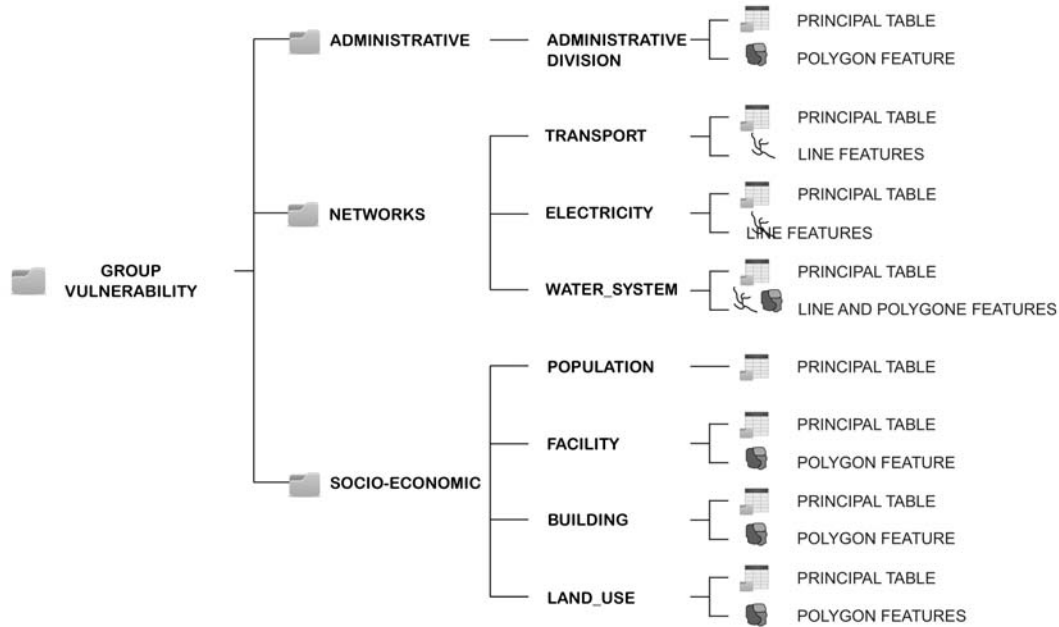 GROUP
VULNERABILITY
ADMINISTRATIVE
ADMINISTRATIVE
DIVISION
PRINCIPAL TABLE
POLYGON FEATURE
NETWORKS
TRANSPORT
PRINCIPAL TABLE
LINE FEATURES
ELECTRICITY
PRINCIPAL TABLE
LINE FEATURES
WATER_SYSTEM
PRINCIPAL TABLE
LINE AND POLYGONE FEATURES
SOCIO-ECONOMIC
POPULATION
PRINCIPAL TABLE
FACILITY
PRINCIPAL TABLE
POLYGON FEATURE
BUILDING
PRINCIPAL TABLE
POLYGON FEATURE
LAND_USE
PRINCIPAL TABLE
POLYGON FEATURES